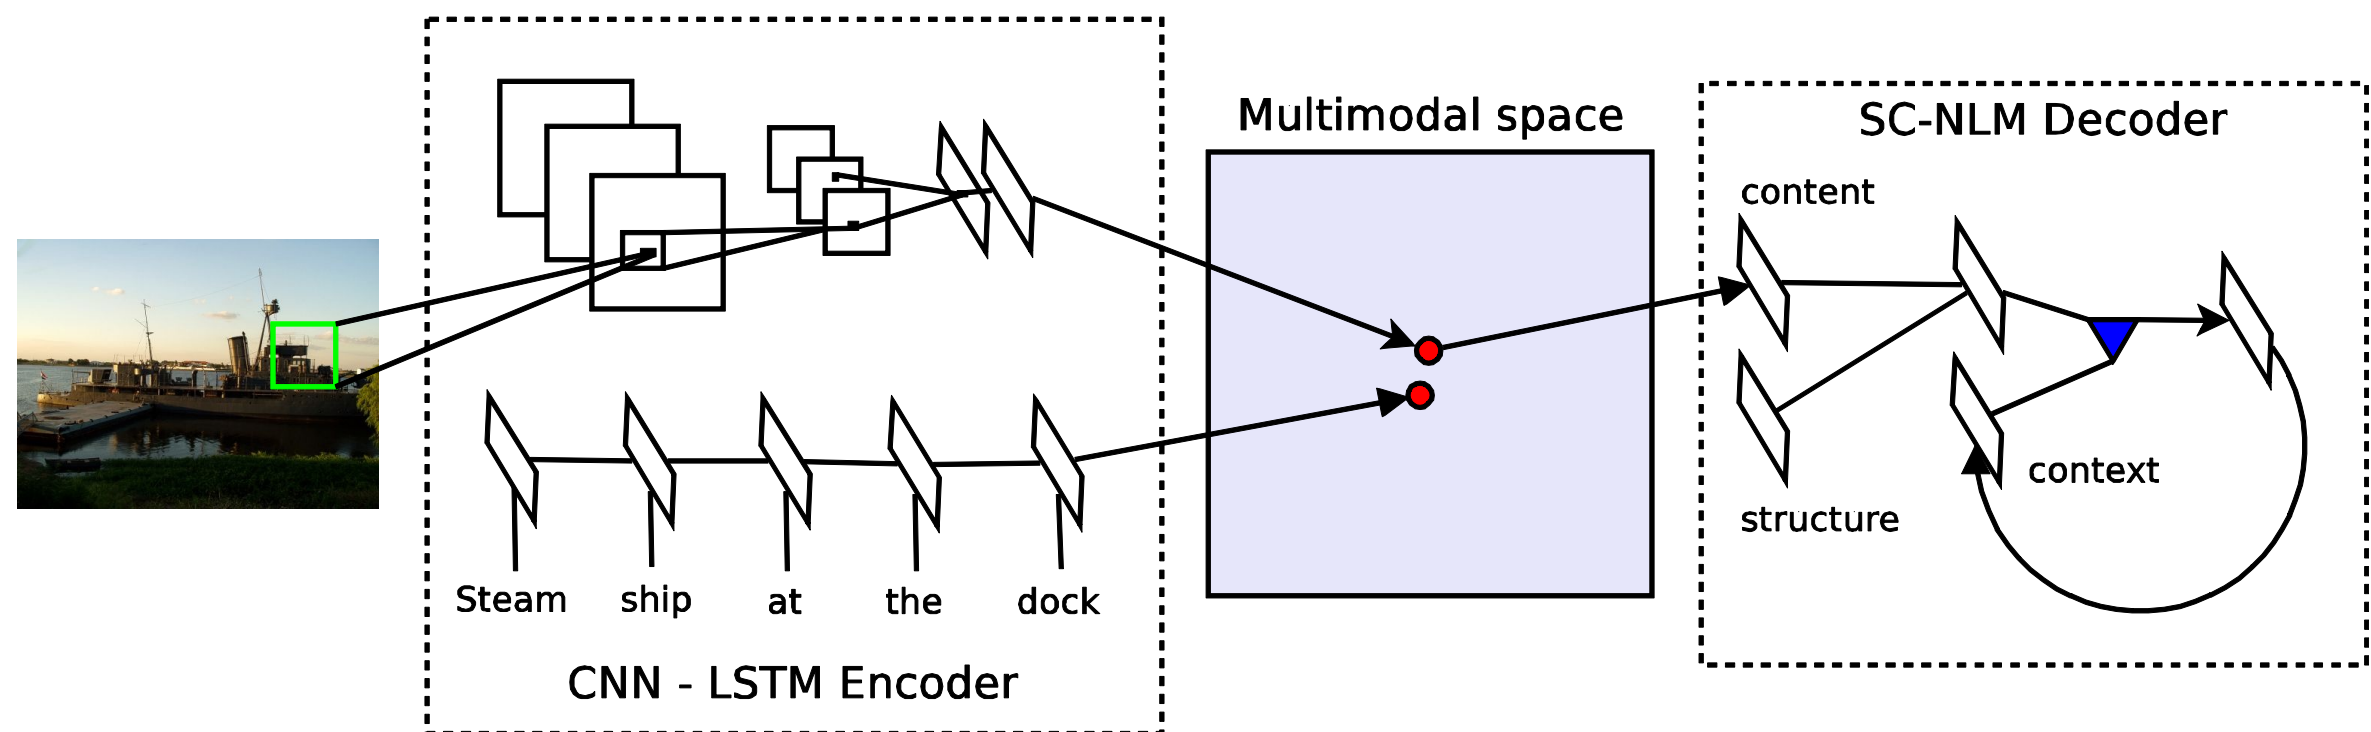 Steam ship at the dock
CNN - LSTM Encoder
Multimodal space
SC-NLM Decoder
content
context
structure